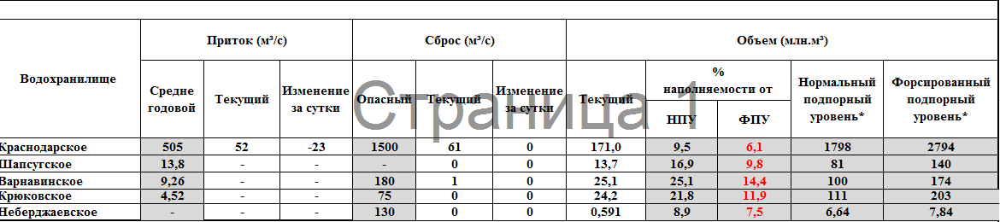 Приток (м³/с) Сброс (м³/с) Объем (млн.м³)
Водохранилище Средне годовой Текущий Изменение за сутки Опасный Текущий Изменение за сутки Текущий % наполняемости от НПУ ФПУ Нормальный подпорный уровень* Форсированный подпорный уровень*
Страница 1
Краснодарское 505 52 -23 1500 61 0 171,0 9,5 6,1 1798 2794
Шапсугское 13,8 - - - 0 0 13,7 16,9 9,8 81 140
Варнавинское 9,26 - - 180 1 0 25,1 25,1 14,4 100 174
Крюковское 4,52 - - 75 0 0 24,2 21,8 11,9 111 203
Неберджаевское - - - 130 0 0 0,591 8,9 7,5 6,64 7,84